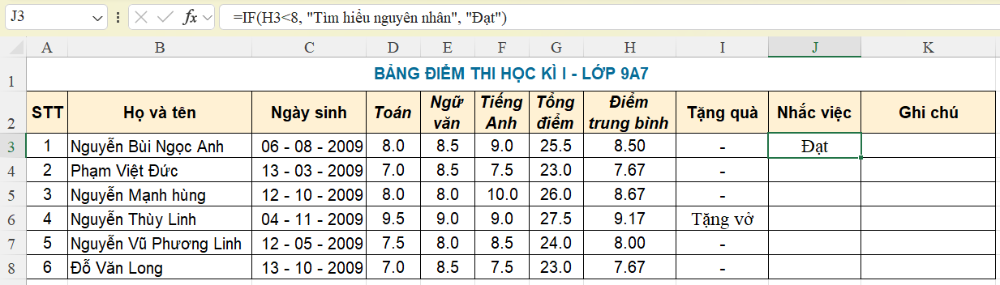 J3 fx =IF(H3<8, "Tìm hiểu nguyên nhân", "Đạt")
A B C D E F G H I J K
1 BẢNG ĐIỂM THI HỌC KÌ I - LỚP 9A7
2 STT Họ và tên Ngày sinh Toán Ngữ văn Tiếng Anh Tổng điểm Điểm trung bình Tặng quà Nhắc việc Ghi chú
3 1 Nguyễn Bùi Ngọc Anh 06 - 08 - 2009 8.0 8.5 9.0 25.5 8.50 - Đạt
4 2 Phạm Việt Đức 13 - 03 - 2009 7.0 8.5 7.5 23.0 7.67 -
5 3 Nguyễn Mạnh hùng 12 - 10 - 2009 8.0 8.0 10.0 26.0 8.67 -
6 4 Nguyễn Thùy Linh 04 - 11 - 2009 9.5 9.0 9.0 27.5 9.17 Tặng vở
7 5 Nguyễn Vũ Phương Linh 12 - 05 - 2009 7.5 8.0 8.5 24.0 8.00 -
8 6 Đỗ Văn Long 13 - 10 - 2009 7.0 8.5 7.5 23.0 7.67 -